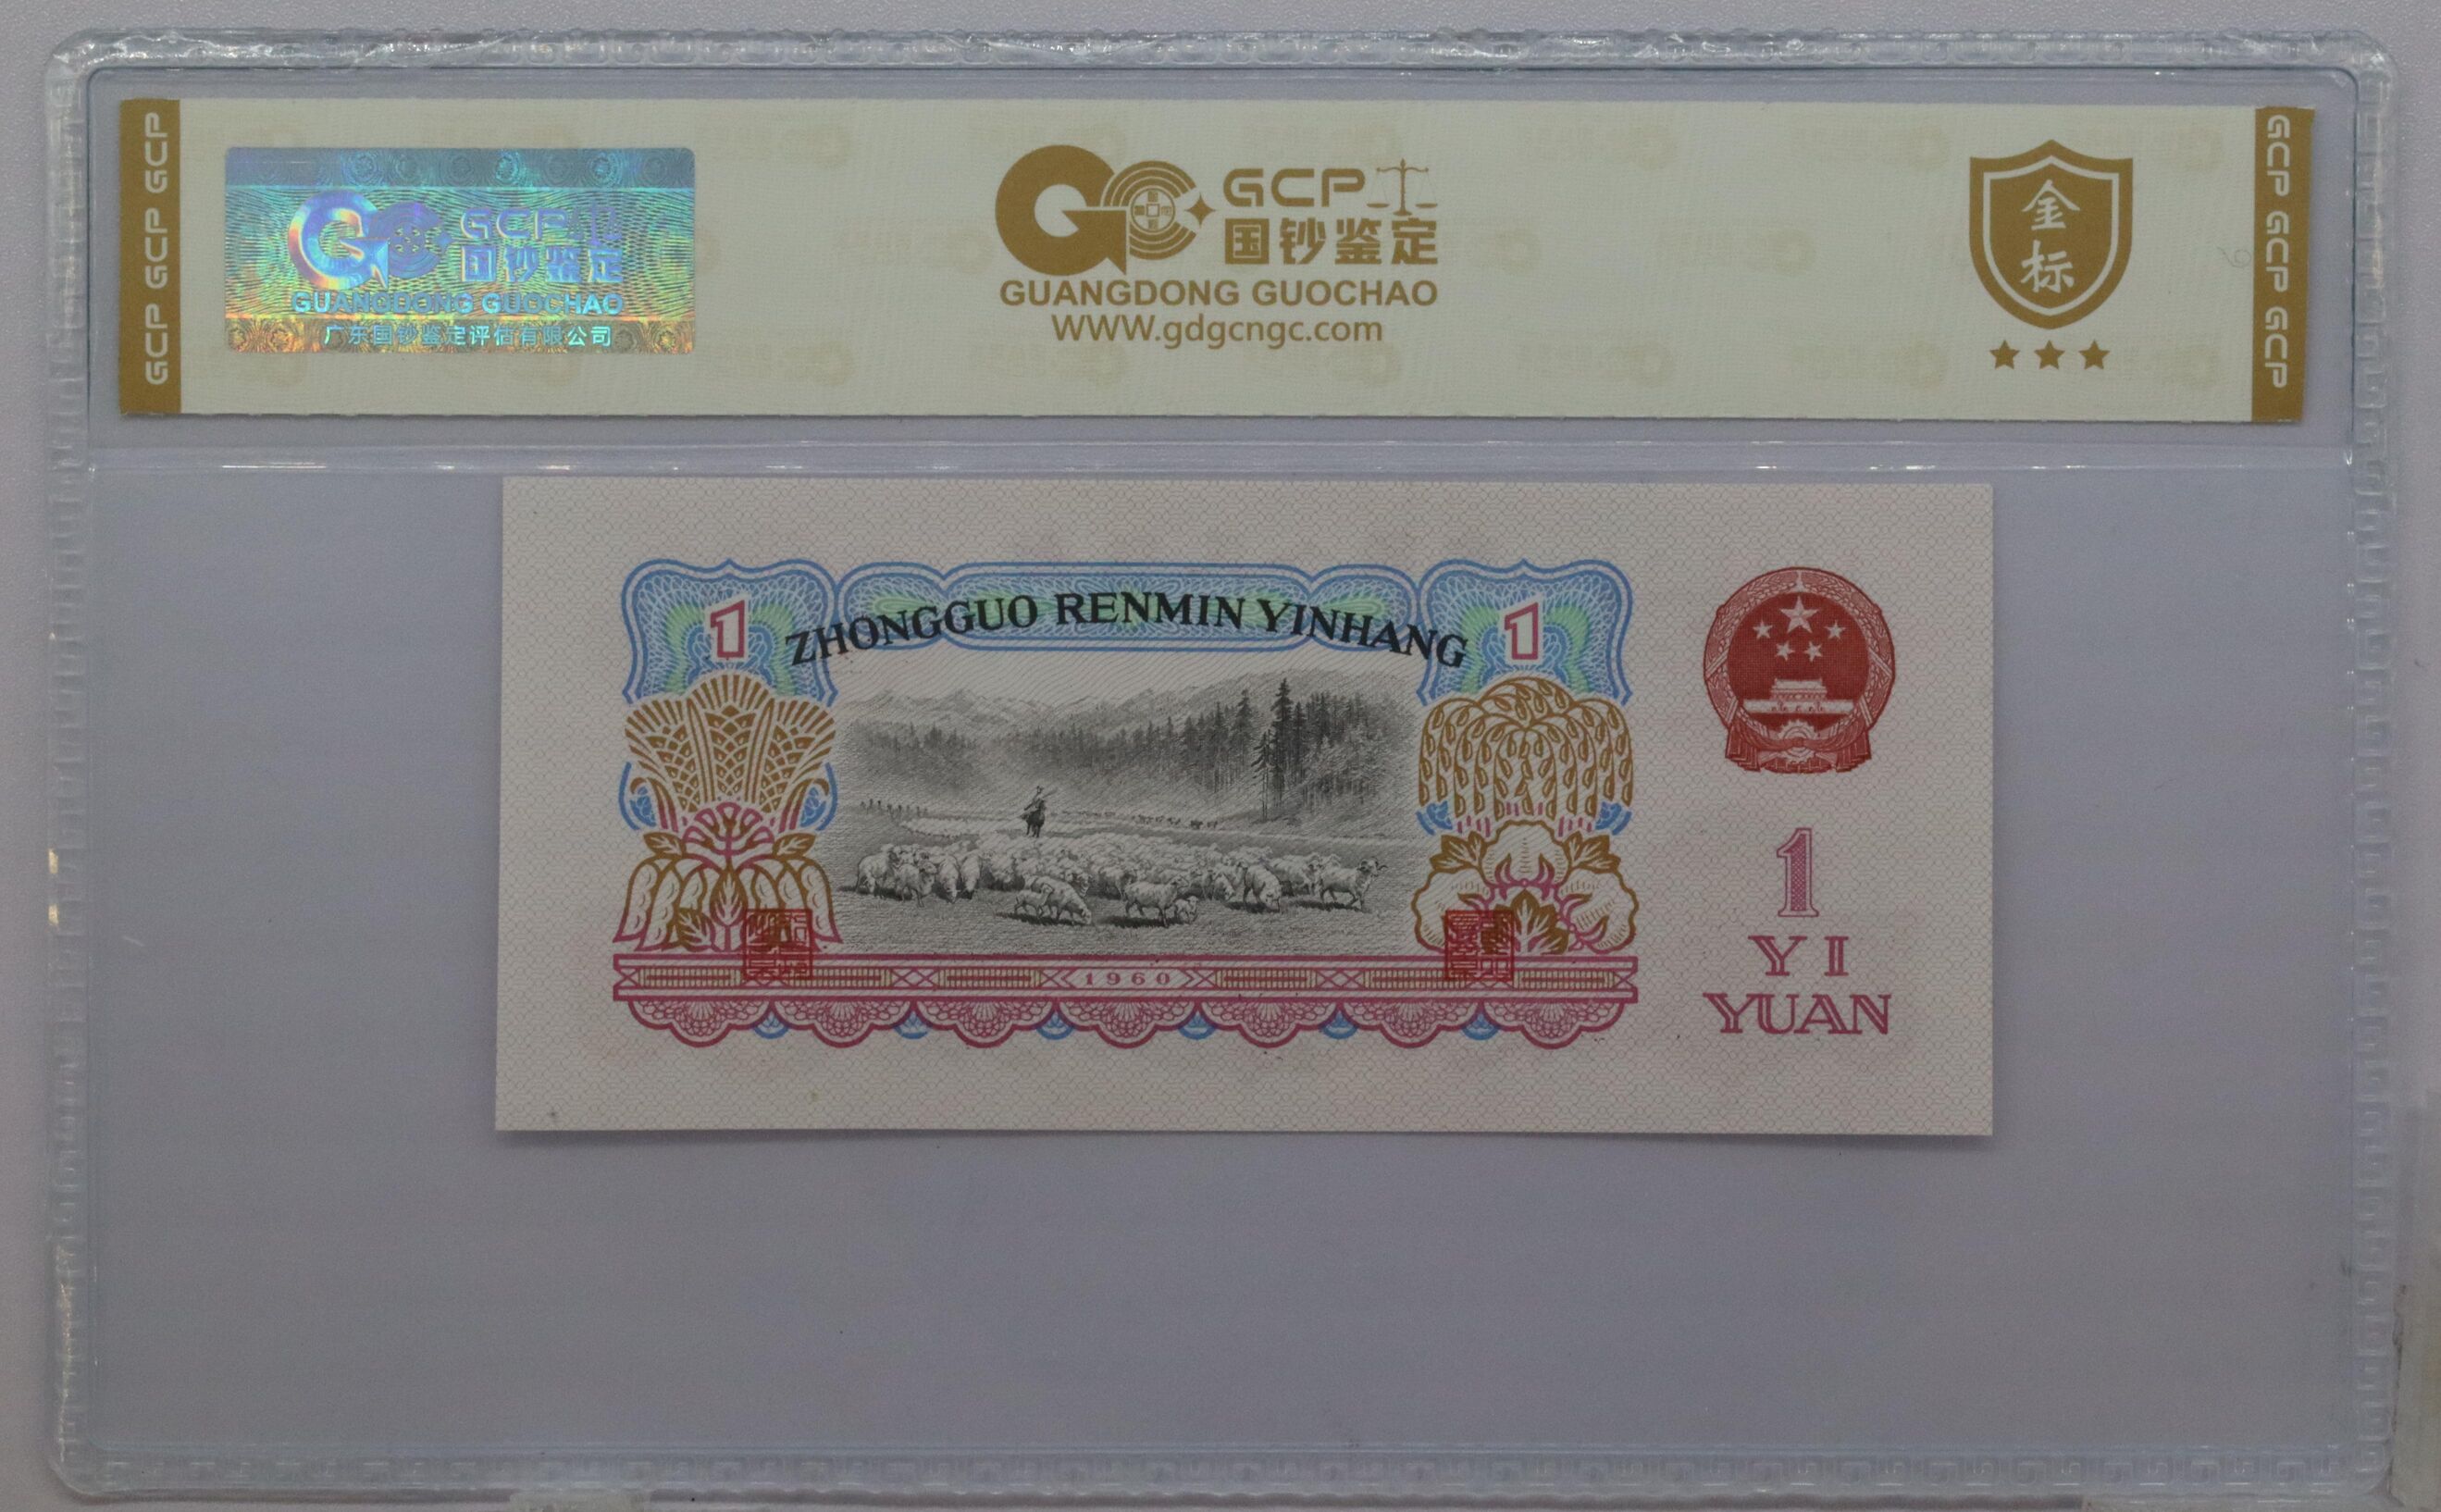 GCP GCP GCP
GCP
国钞鉴定
GUANGDONG GUOCHAO
广东国钞鉴定评估有限公司
GCP
国钞鉴定
GUANGDONG GUOCHAO
WWW.gdgcngc.com
金
标
GCP GCP GCP
1
ZHONGGUO RENMIN YINHANG
1
1960
1
YI
YUAN